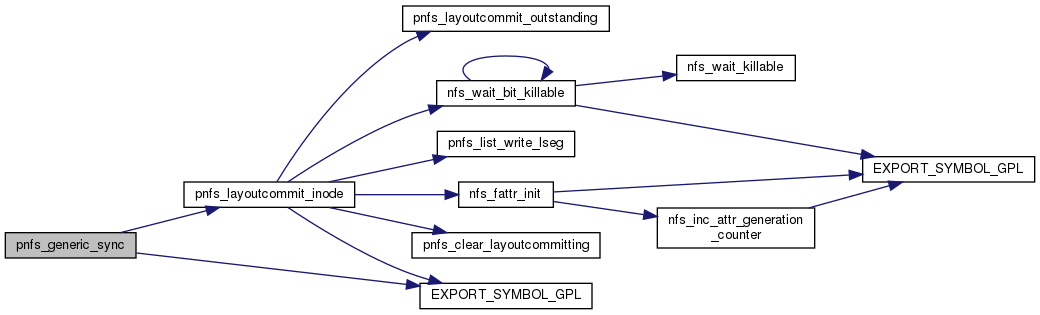 pnfs_layoutcommit_outstanding
nfs_wait_killable
nfs_wait_bit_killable
pnfs_list_write_lseg
EXPORT_SYMBOL_GPL
pnfs_layoutcommit_inode
nfs_fattr_init
nfs_inc_attr_generation
_counter
pnfs_generic_sync
pnfs_clear_layoutcommitting
EXPORT_SYMBOL_GPL